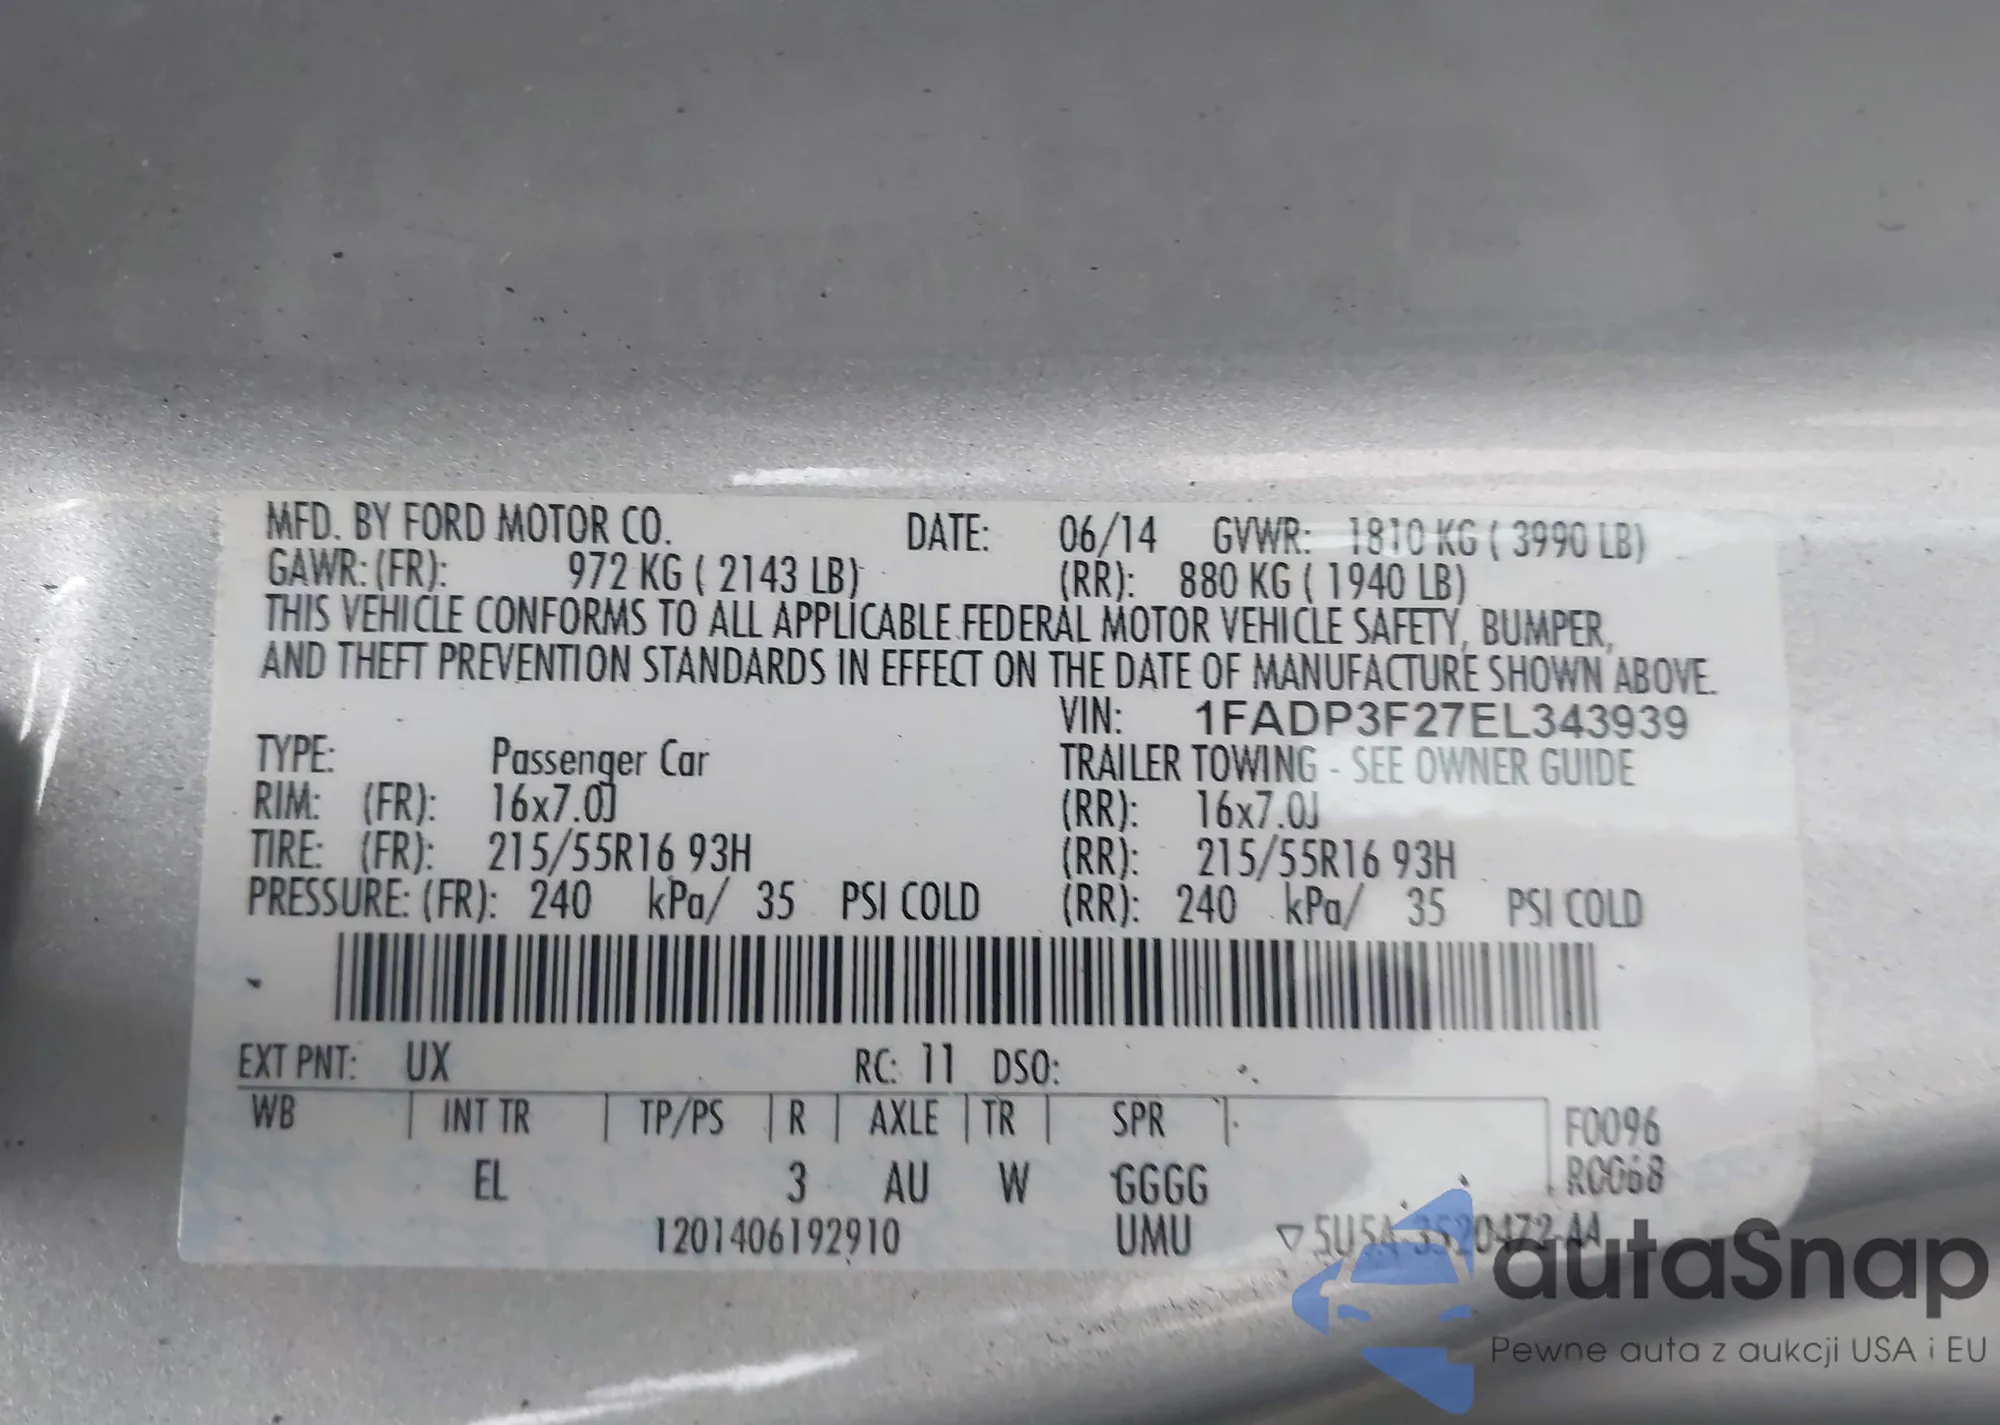 MFD. BY FORD MOTOR CO. DATE: 06/14 GVWR: 1810 KG ( 3990 LB)
GAWR: (FR): 972 KG ( 2143 LB) (RR): 880 KG ( 1940 LB)
THIS VEHICLE CONFORMS TO ALL APPLICABLE FEDERAL MOTOR VEHICLE SAFETY, BUMPER,
AND THEFT PREVENTION STANDARDS IN EFFECT ON THE DATE OF MANUFACTURE SHOWN ABOVE.
VIN: 1FADP3F27EL343939
TYPE: Passenger Car TRAILER TOWING - SEE OWNER GUIDE
RIM: (FR): 16x7.0J (RR): 16x7.0J
TIRE: (FR): 215/55R16 93H (RR): 215/55R16 93H
PRESSURE: (FR): 240 kPa/ 35 PSI COLD (RR): 240 kPa/ 35 PSI COLD
EXT PNT: UX RC: 11 DSO:
WB INT TR TP/PS R AXLE TR SPR F0096
EL 3 AU W GGGG R0068
1201406192910 UMU ▽ 5U5A-3520472-AA
autaSnap
Pewne auta z aukcji USA i EU